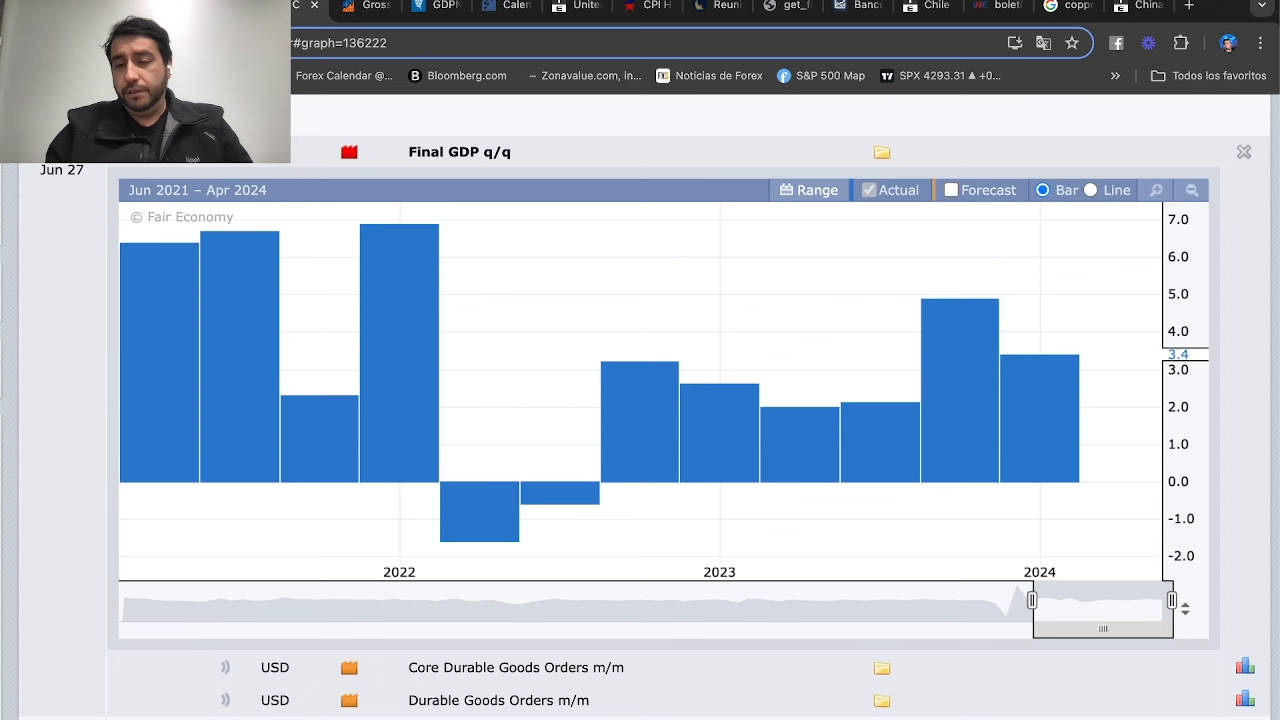 C
Gross
GDPN
Calen
Unite
CPI H
Reuni
get_f
Banco
Chile
bolet
coppe
China
r#graph=136222
Forex Calendar @...
Bloomberg.com
Zonavalue.com, In...
Noticias de Forex
S&P 500 Map
SPX 4293.31 ▲ +0...
»
Todos los favoritos
Final GDP q/q
Jun 27
Jun 2021 – Apr 2024
Range
Actual
Forecast
Bar
Line
© Fair Economy
7.0
6.0
5.0
4.0
3.4
3.0
2.0
1.0
0.0
-1.0
-2.0
2022
2023
2024
USD
Core Durable Goods Orders m/m
USD
Durable Goods Orders m/m